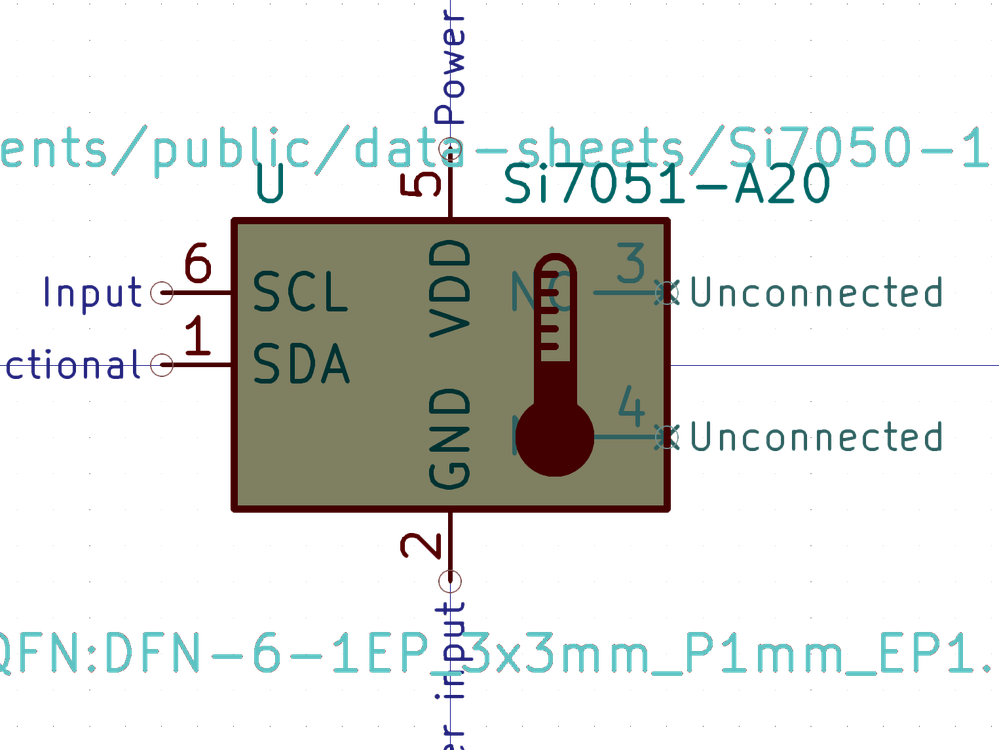 Power
ents/public/data-sheets/Si7050-1
U
Si7051-A20
5
6
3
Input
SCL
VDD
NC
Unconnected
1
ctional
SDA
4
GND
Unconnected
2
QFN:DFN-6-1EP_3x3mm_P1mm_EP1.
er input